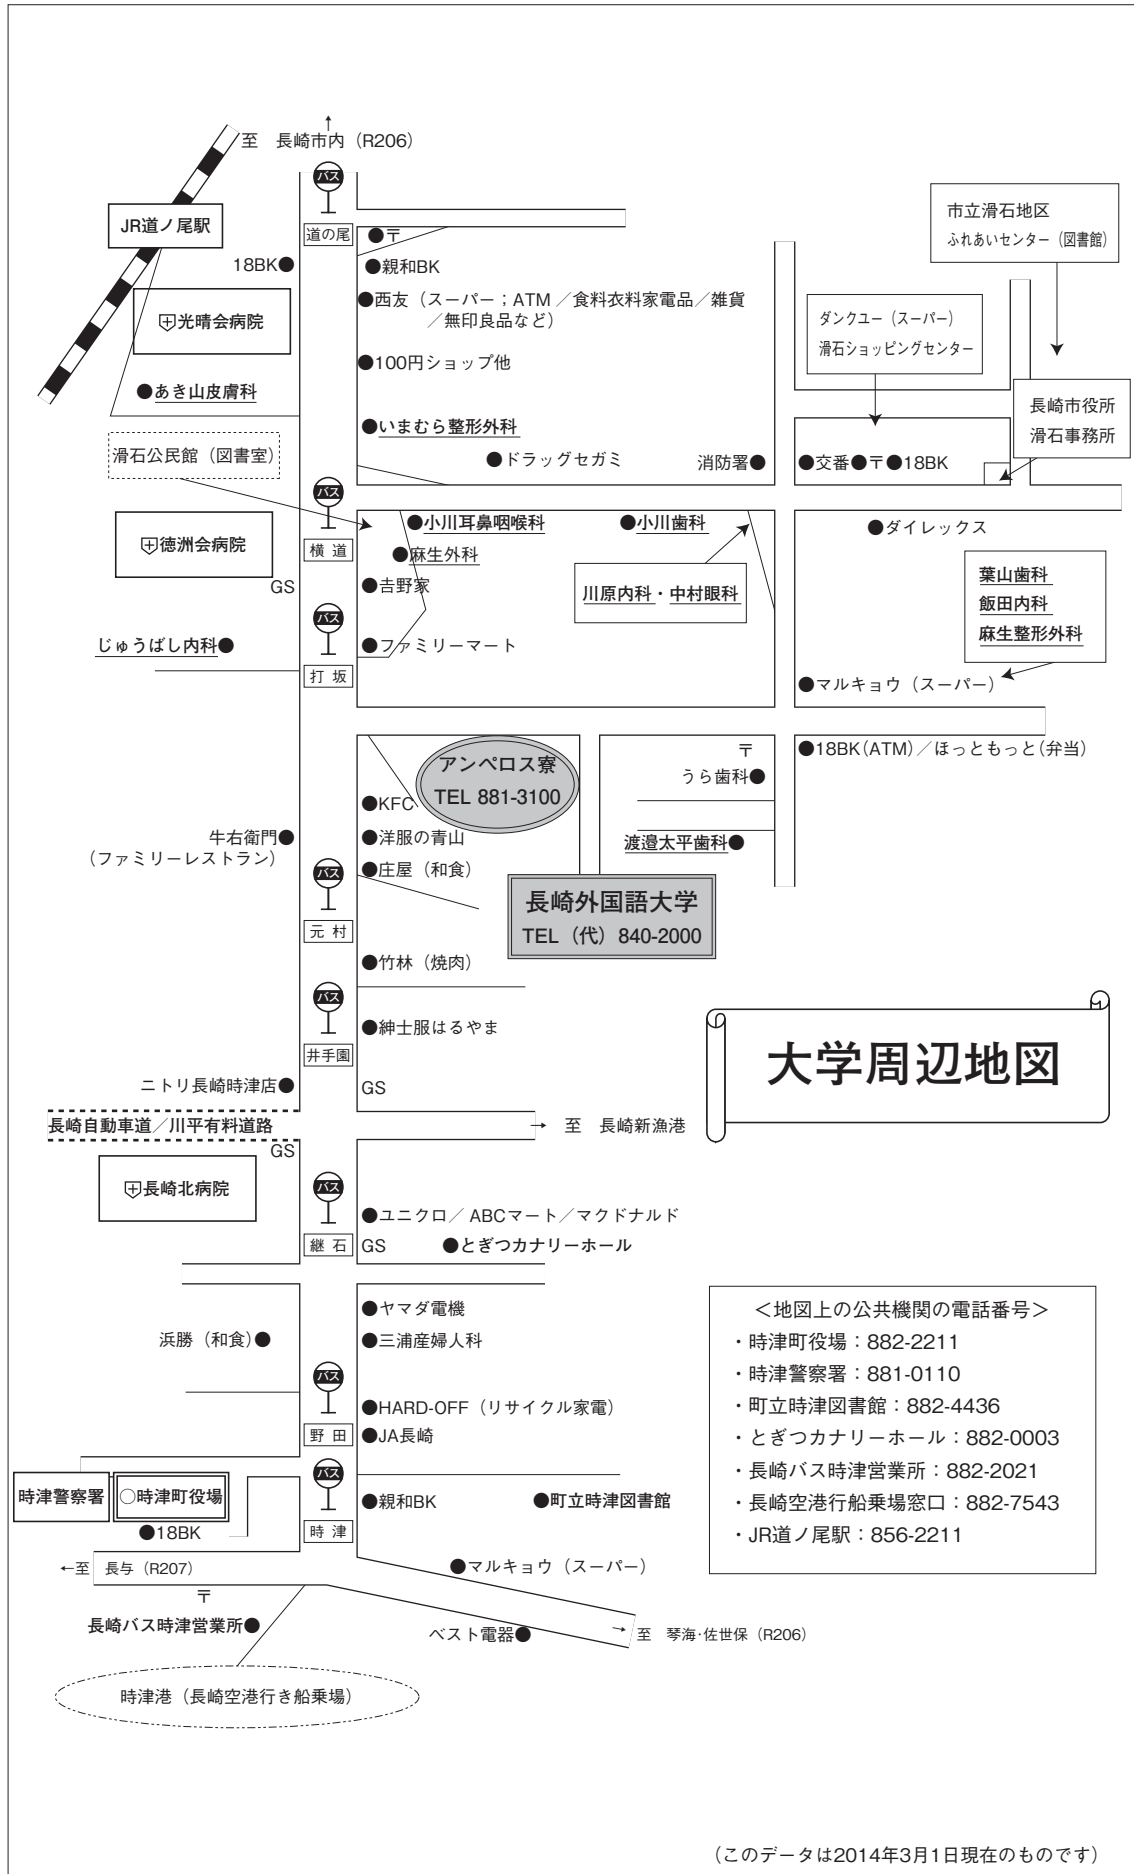 ↑
至　長崎市内（R206）
バス
道の尾
JR道ノ尾駅
●〒
18BK●
●親和BK
市立滑石地区
ふれあいセンター（図書館）
光晴会病院
●西友（スーパー；ATM／食料衣料家電品／雑貨
／無印良品など）
ダンクユー（スーパー）
滑石ショッピングセンター
●100円ショップ他
●あき山皮膚科
長崎市役所
滑石事務所
●いまむら整形外科
滑石公民館（図書室）
●ドラッグセガミ
消防署●
●交番●〒●18BK
バス
横 道
●小川耳鼻咽喉科
●小川歯科
●ダイレックス
徳洲会病院
●麻生外科
GS
●吉野家
川原内科・中村眼科
葉山歯科
飯田内科
麻生整形外科
バス
打 坂
じゅうばし内科●
●ファミリーマート
●マルキョウ（スーパー）
アンペロス寮
TEL 881-3100
〒
●18BK(ATM)／ほっともっと(弁当)
うら歯科●
●KFC
牛右衛門●
（ファミリーレストラン）
●洋服の青山
渡邉太平歯科●
●庄屋（和食）
バス
元 村
長崎外国語大学
TEL（代）840-2000
●竹林（焼肉）
バス
井手園
●紳士服はるやま
大学周辺地図
ニトリ長崎時津店●
GS
長崎自動車道／川平有料道路
→ 至　長崎新漁港
GS
長崎北病院
バス
継 石
●ユニクロ／ABCマート／マクドナルド
GS
●とぎつカナリーホール
●ヤマダ電機
浜勝（和食）●
●三浦産婦人科
バス
野 田
●HARD-OFF（リサイクル家電）
●JA長崎
時津警察署
○時津町役場
バス
時 津
●親和BK
●町立時津図書館
●18BK
←至　長与（R207）
●マルキョウ（スーパー）
〒
長崎バス時津営業所●
ベスト電器●
→ 至　琴海･佐世保（R206）
時津港（長崎空港行き船乗場）
＜地図上の公共機関の電話番号＞
・時津町役場：882-2211
・時津警察署：881-0110
・町立時津図書館：882-4436
・とぎつカナリーホール：882-0003
・長崎バス時津営業所：882-2021
・長崎空港行船乗場窓口：882-7543
・JR道ノ尾駅：856-2211
（このデータは2014年3月1日現在のものです）